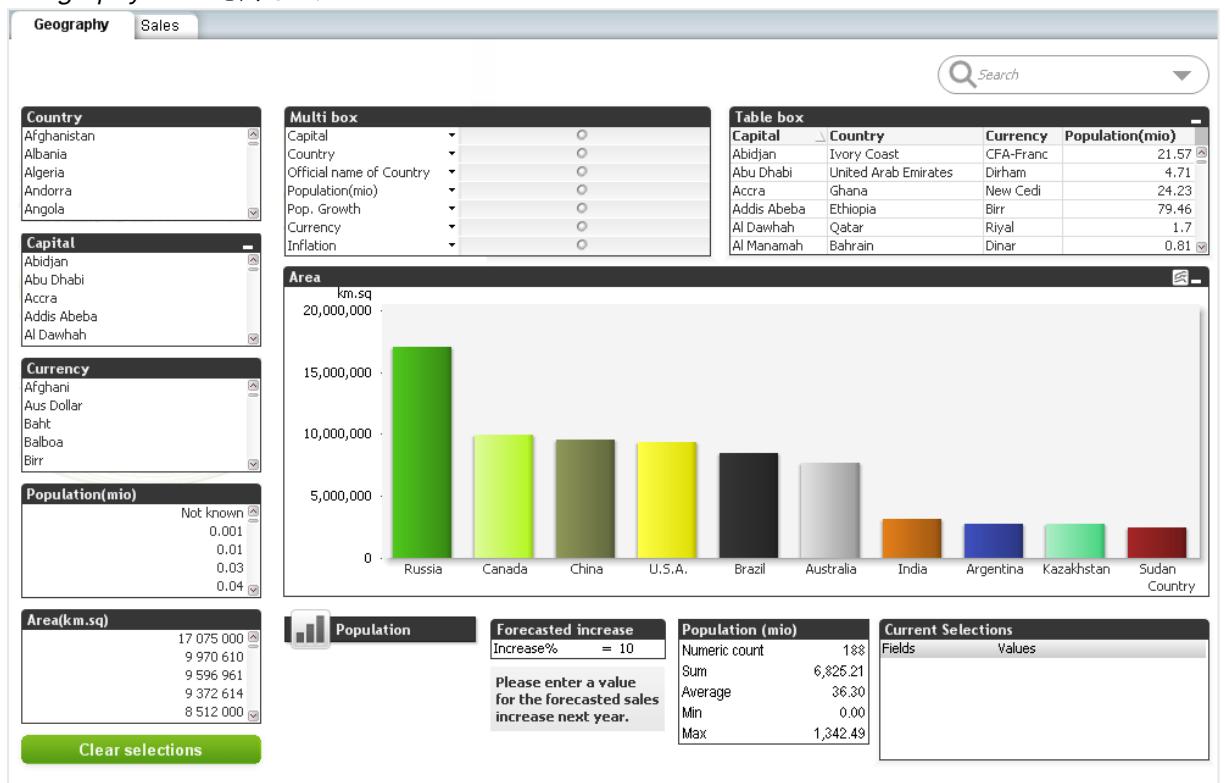 Geography Sales
Search
Country
Afghanistan
Albania
Algeria
Andorra
Angola
Capital
Abidjan
Abu Dhabi
Accra
Addis Abeba
Al Dawhah
Currency
Afghani
Aus Dollar
Baht
Balboa
Birr
Population(mio)
Not known
0.001
0.01
0.03
0.04
Area(km.sq)
17 075 000
9 970 610
9 596 961
9 372 614
8 512 000
Clear selections
Multi box
Capital
Country
Official name of Country
Population(mio)
Pop. Growth
Currency
Inflation
Table box
Capital Country Currency Population(mio)
Abidjan Ivory Coast CFA-Franc 21.57
Abu Dhabi United Arab Emirates Dirham 4.71
Accra Ghana New Cedi 24.23
Addis Abeba Ethiopia Birr 79.46
Al Dawhah Qatar Riyal 1.7
Al Manamah Bahrain Dinar 0.81
Area
km.sq
20,000,000
15,000,000
10,000,000
5,000,000
0
Russia Canada China U.S.A. Brazil Australia India Argentina Kazakhstan Sudan
Country
Population
Forecasted increase
Increase% = 10
Please enter a value
for the forecasted sales
increase next year.
Population (mio)
Numeric count 188
Sum 6,825.21
Average 36.30
Min 0.00
Max 1,342.49
Current Selections
Fields Values